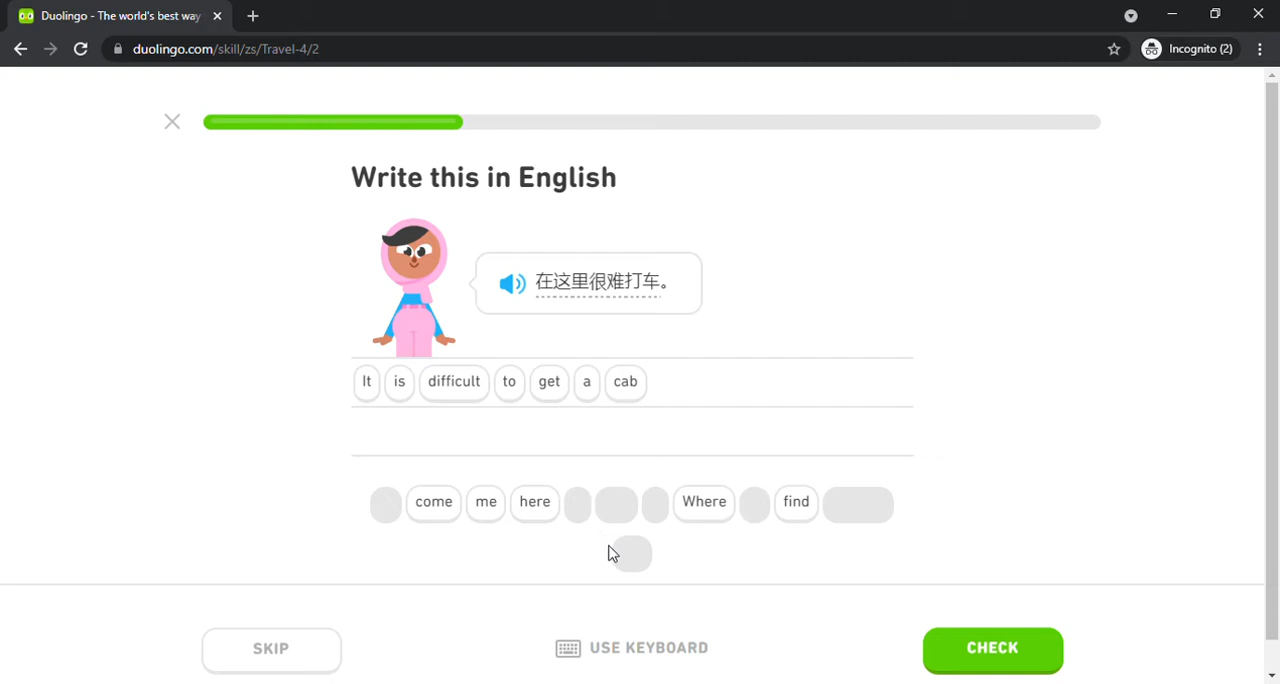 Duolingo - The world's best way
duolingo.com/skill/zs/Travel-4/2
Incognito (2)
Write this in English
在这里很难打车。
It is difficult to get a cab
come me here Where find
SKIP
USE KEYBOARD
CHECK